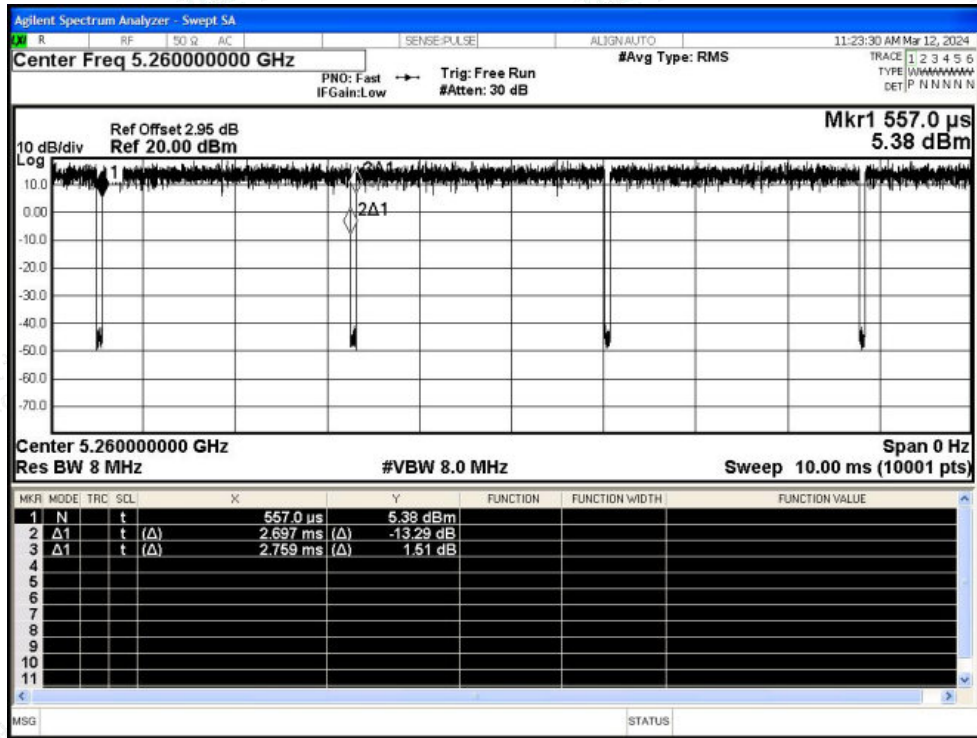 Agilent Spectrum Analyzer - Swept SA
LXI R RF 50 Ω AC SENSE:PULSE ALIGNAUTO 11:23:30 AM Mar 12, 2024
Center Freq 5.260000000 GHz #Avg Type: RMS TRACE 1 2 3 4 5 6
PNO: Fast Trig: Free Run TYPE
IFGain:Low #Atten: 30 dB DET P N N N N N
Ref Offset 2.95 dB Mkr1 557.0 µs
10 dB/div Ref 20.00 dBm 5.38 dBm
Log
1
10.0
2Δ1
0.00
-10.0
-20.0
-30.0
-40.0
-50.0
-60.0
-70.0
Center 5.260000000 GHz Span 0 Hz
Res BW 8 MHz #VBW 8.0 MHz Sweep 10.00 ms (10001 pts)
MKR MODE TRC SCL X Y FUNCTION FUNCTION WIDTH FUNCTION VALUE
1 N t 557.0 µs 5.38 dBm
2 Δ1 t (Δ) 2.697 ms (Δ) -13.29 dB
3 Δ1 t (Δ) 2.759 ms (Δ) 1.51 dB
4
5
6
7
8
9
10
11
MSG STATUS